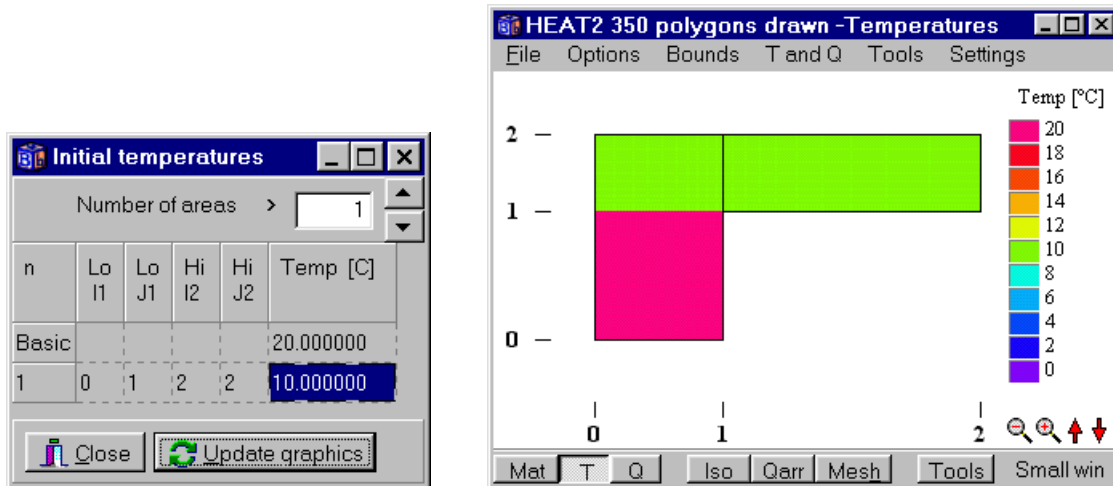 Initial temperatures
Number of areas > 1
n Lo I1 Lo J1 Hi I2 Hi J2 Temp [C]
Basic 20.000000
1 0 1 2 2 10.000000
Close Update graphics
HEAT2 350 polygons drawn -Temperatures
File Options Bounds T and Q Tools Settings
Temp [°C]
20
18
16
14
12
10
8
6
4
2
0
2
1
0
0 1 2
Mat T Q Iso Qarr Mesh Tools Small win